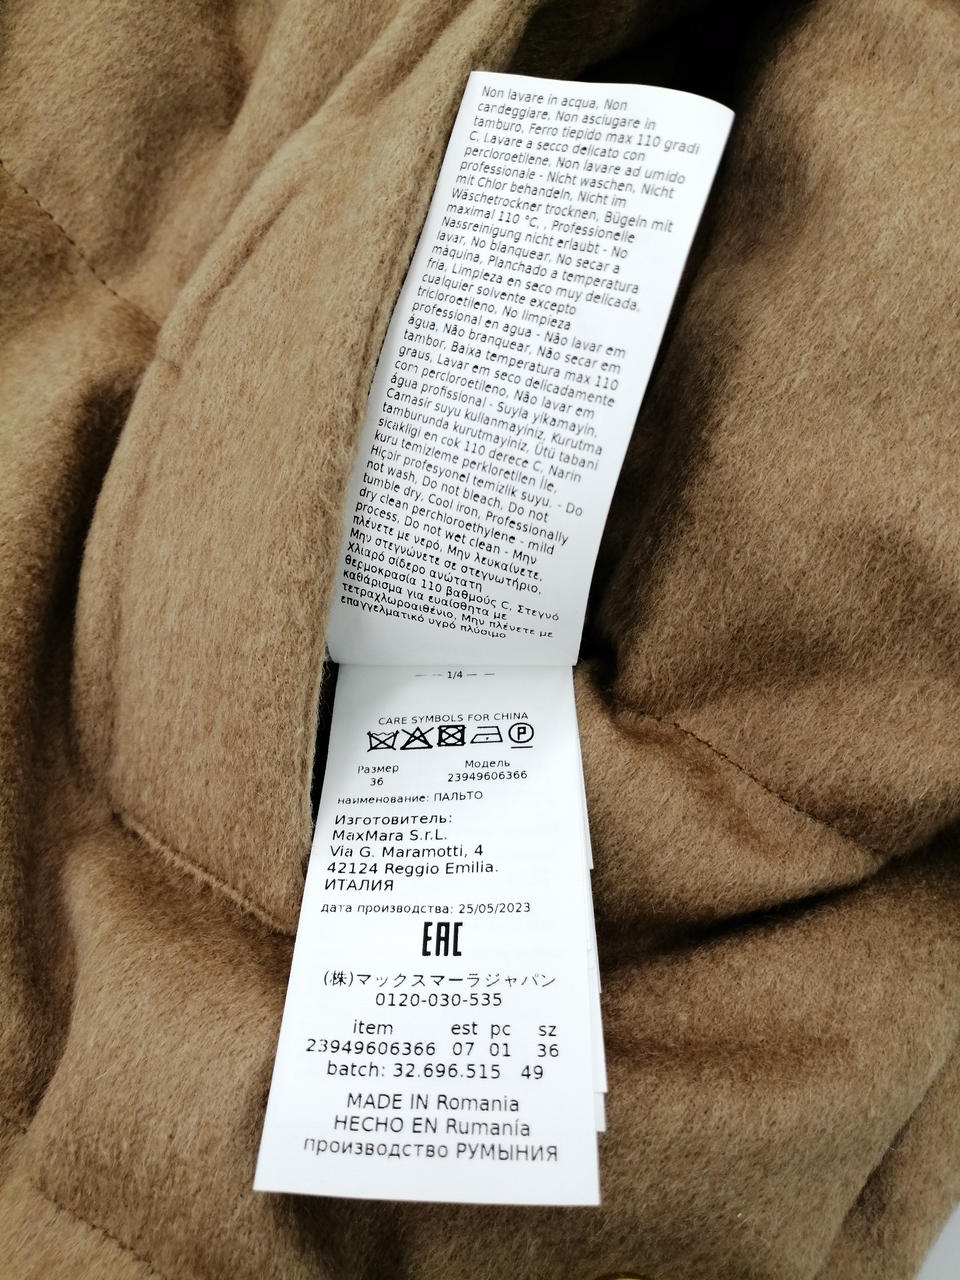 Non lavare in acqua, Non
candeggiare, Non asciugare in
tamburo, Ferro tiepido max 110 gradi
C, Lavare a secco delicato con
percloroetilene, Non lavare ad umido
professionale - Nicht waschen, Nicht
mit Chlor behandeln, Nicht im
Wäschetrockner trocknen, Bügeln mit
maximal 110 °C, , Professionelle
Nassreinigung nicht erlaubt - No
lavar, No blanquear, No secar a
màquina, Planchado a temperatura
fria, Limpieza en seco muy delicada,
cualquier solvente excepto
tricloroetileno, No limpieza
professional en agua - Não lavar em
água, Não branquear, Não secar em
tambor, Baixa temperatura max 110
graus, Lavar em seco delicadamente
com percloroetileno, Não lavar em
água profissional - Suyla yikamayin,
Camasir suyu kullanmayiniz, Kurutma
tamburunda kurutmayiniz, Ütü tabani
sicakligi en cok 110 derece C, Narin
kuru temizleme perkloretilen İle,
Hiçbir profesyonel temizlik suyu, - Do
not wash, Do not bleach, Do not
tumble dry, Cool iron, Professionally
dry clean perchloroethylene - mild
process, Do not wet clean - Μην
πλένετε με νερό, Μην λευκαίνετε,
Μην στεγνώνετε σε στεγνωτήριο,
Χλιαρό σίδερο ανώτατη
θερμοκρασία 110 βαθμούς C, Στεγνό
καθάρισμα για ευαίσθητα με
τετραχλωροαιθένιο, Μην πλένετε με
επαγγελματικό υγρό πλύσιμο
— — 1/4 — —
CARE SYMBOLS FOR CHINA
P
Размер Модель
36 23949606366
наименование: ПАЛЬТО
Изготовитель:
MaxMara S.r.L.
Via G. Maramotti, 4
42124 Reggio Emilia.
ИТАЛИЯ
дата производства: 25/05/2023
EAC
(株)マックスマーラジャパン
0120-030-535
item est pc sz
23949606366 07 01 36
batch: 32.696.515 49
MADE IN Romania
HECHO EN Rumanía
производство РУМЫНИЯ